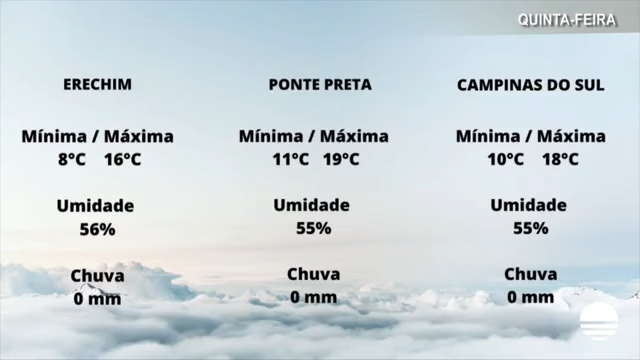 QUINTA-FEIRA
ERECHIM
Mínima / Máxima
8°C 16°C
Umidade
56%
Chuva
0 mm
PONTE PRETA
Mínima / Máxima
11°C 19°C
Umidade
55%
Chuva
0 mm
CAMPINAS DO SUL
Mínima / Máxima
10°C 18°C
Umidade
55%
Chuva
0 mm